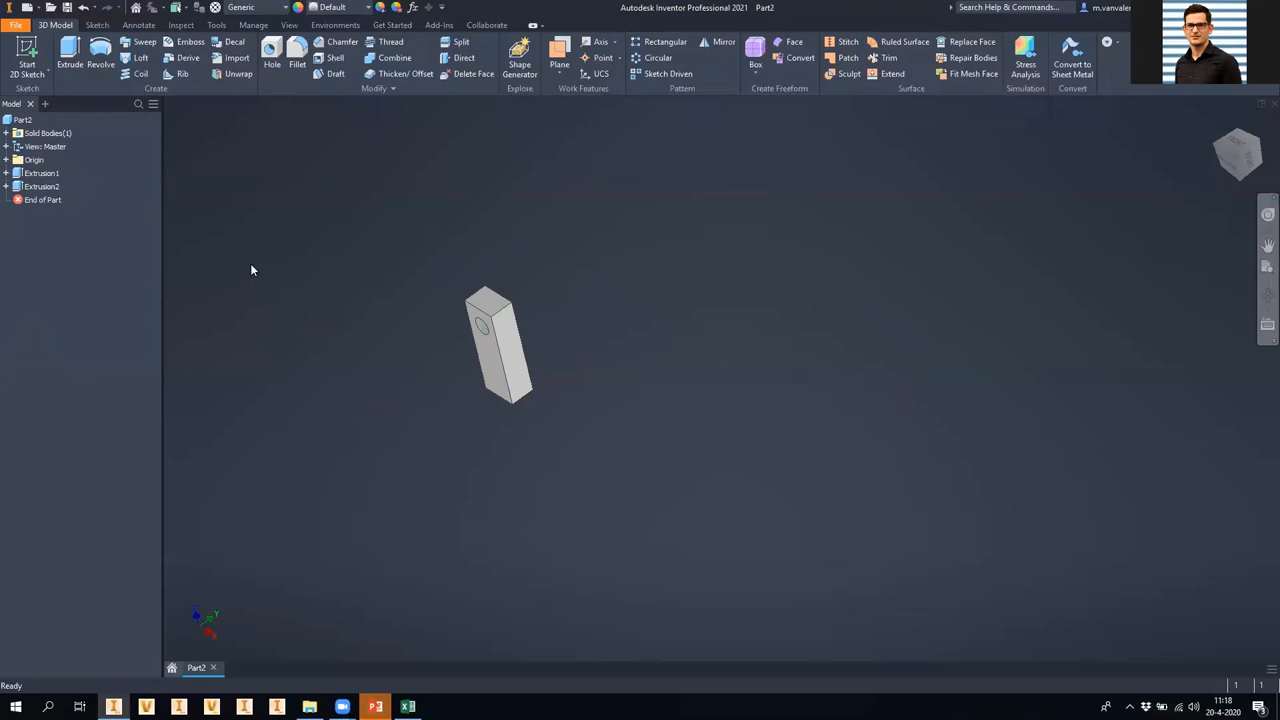 Generic
Default
Autodesk Inventor Professional 2021 Part2
Search Help & Commands...
m.vanvaler
File
3D Model
Sketch
Annotate
Inspect
Tools
Manage
View
Environments
Get Started
Add-Ins
Collaborate
Start
2D Sketch
Extrude
Revolve
Sweep
Emboss
Decal
Loft
Derive
Import
Coil
Rib
Unwrap
Hole
Fillet
Chamfer
Thread
Split
Shell
Combine
Direct
Draft
Thicken/ Offset
Delete Face
Shape
Generator
Plane
Axis
Point
UCS
Rectangular
Mirror
Circular
Sketch Driven
Box
Face
Convert
Stitch
Ruled Surface
Replace Face
Patch
Trim
Repair Bodies
Sculpt
Extend
Fit Mesh Face
Stress
Analysis
Convert to
Sheet Metal
Sketch
Create
Modify
Explore
Work Features
Pattern
Create Freeform
Surface
Simulation
Convert
Model
Part2
Solid Bodies(1)
View: Master
Origin
Extrusion1
Extrusion2
End of Part
Y
X
Part2
Ready
1
1
11:18
20-4-2020
3